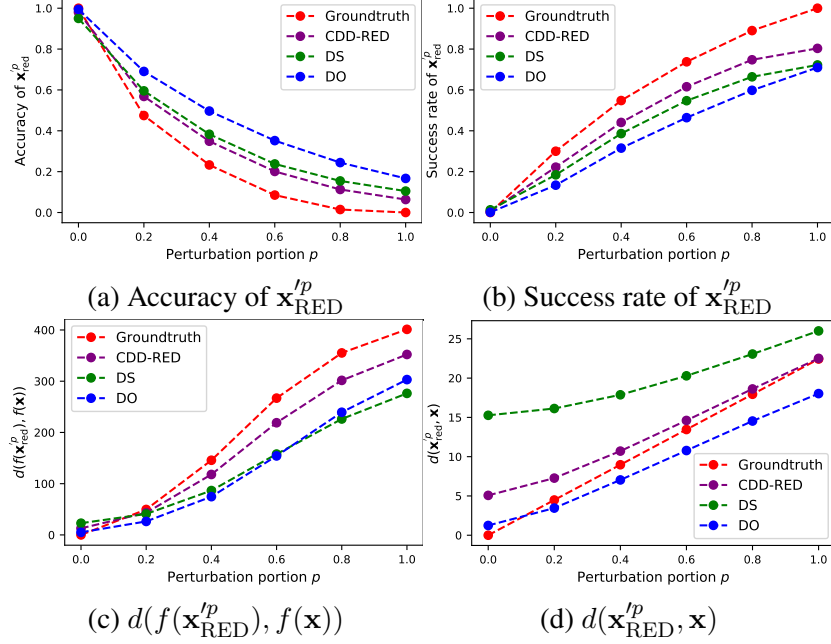 1.0
0.8
0.6
0.4
0.2
0.0
Accuracy of x'^p_red
Groundtruth
CDD-RED
DS
DO
0.0 0.2 0.4 0.6 0.8 1.0
Perturbation portion p
(a) Accuracy of x'^p_RED
1.0
0.8
0.6
0.4
0.2
0.0
Success rate of x'^p_red
Groundtruth
CDD-RED
DS
DO
0.0 0.2 0.4 0.6 0.8 1.0
Perturbation portion p
(b) Success rate of x'^p_RED
400
300
200
100
0
d(f(x'^p_red), f(x))
Groundtruth
CDD-RED
DS
DO
0.0 0.2 0.4 0.6 0.8 1.0
Perturbation portion p
(c) d(f(x'^p_RED), f(x))
25
20
15
10
5
0
d(x'^p_red, x)
Groundtruth
CDD-RED
DS
DO
0.0 0.2 0.4 0.6 0.8 1.0
Perturbation portion p
(d) d(x'^p_RED, x)